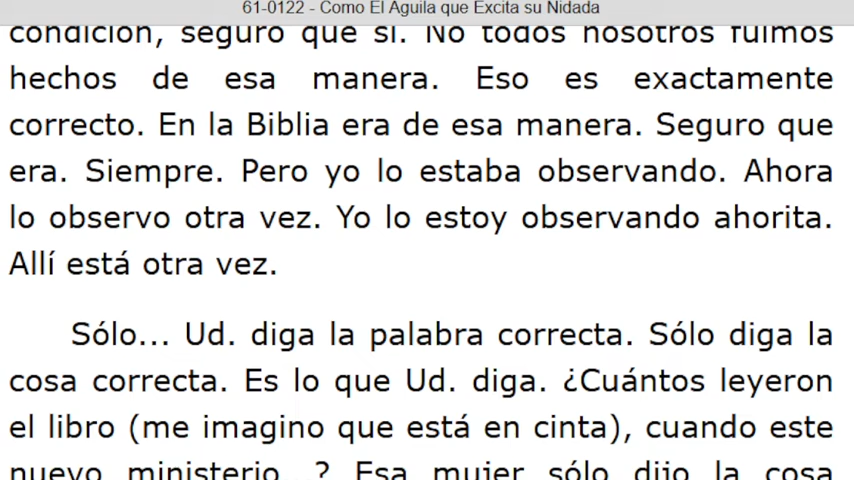 61-0122 - Como El Aguila que Excita su Nidada
condición, seguro que sí. No todos nosotros fuimos
hechos de esa manera. Eso es exactamente
correcto. En la Biblia era de esa manera. Seguro que
era. Siempre. Pero yo lo estaba observando. Ahora
lo observo otra vez. Yo lo estoy observando ahorita.
Allí está otra vez.
Sólo... Ud. diga la palabra correcta. Sólo diga la
cosa correcta. Es lo que Ud. diga. ¿Cuántos leyeron
el libro (me imagino que está en cinta), cuando este
nuevo ministerio...? Esa mujer sólo dijo la cosa